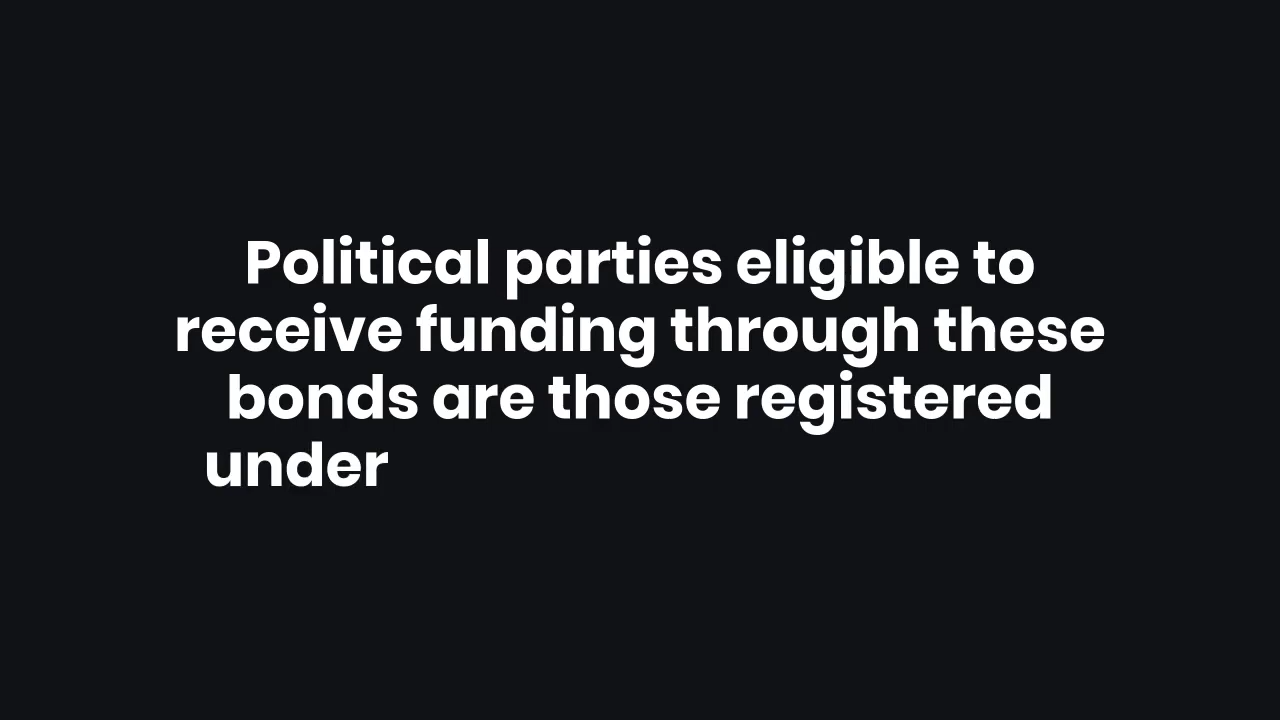 Political parties eligible to
receive funding through these
bonds are those registered
under